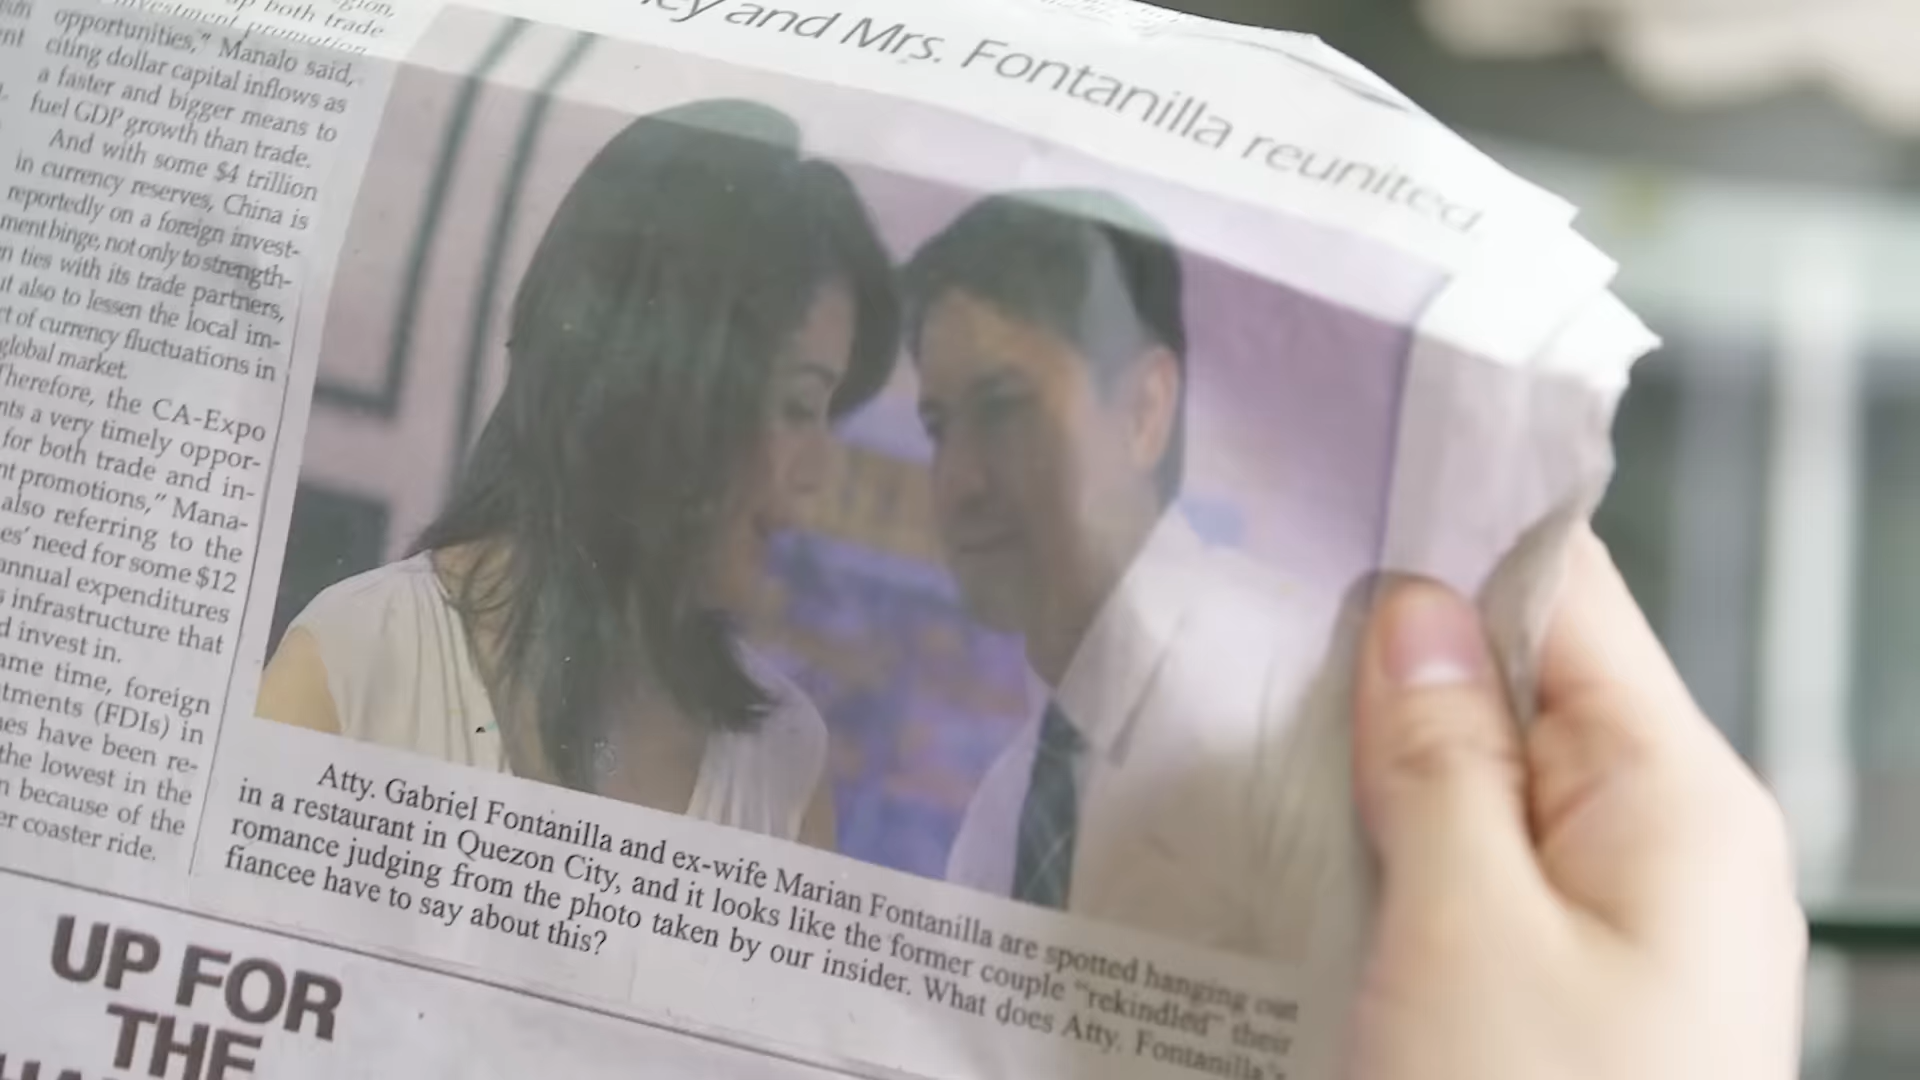 both trade
investment promotion
opportunities," Manalo said,
citing dollar capital inflows as
a faster and bigger means to
fuel GDP growth than trade.
And with some $4 trillion
in currency reserves, China is
reportedly on a foreign invest-
ment binge, not only to strength-
ties with its trade partners,
also to lessen the local im-
of currency fluctuations in
global market.
Therefore, the CA-Expo
a very timely oppor-
for both trade and in-
promotions," Mana-
also referring to the
need for some $12
annual expenditures
infrastructure that
invest in.
time, foreign
(FDIs) in
have been re-
the lowest in the
because of the
coaster ride.
and Mrs. Fontanilla reunited
Atty. Gabriel Fontanilla and ex-wife Marian Fontanilla are spotted hanging out
in a restaurant in Quezon City, and it looks like the former couple "rekindled" their
romance judging from the photo taken by our insider. What does Atty. Fontanilla's
fiancee have to say about this?
UP FOR
THE